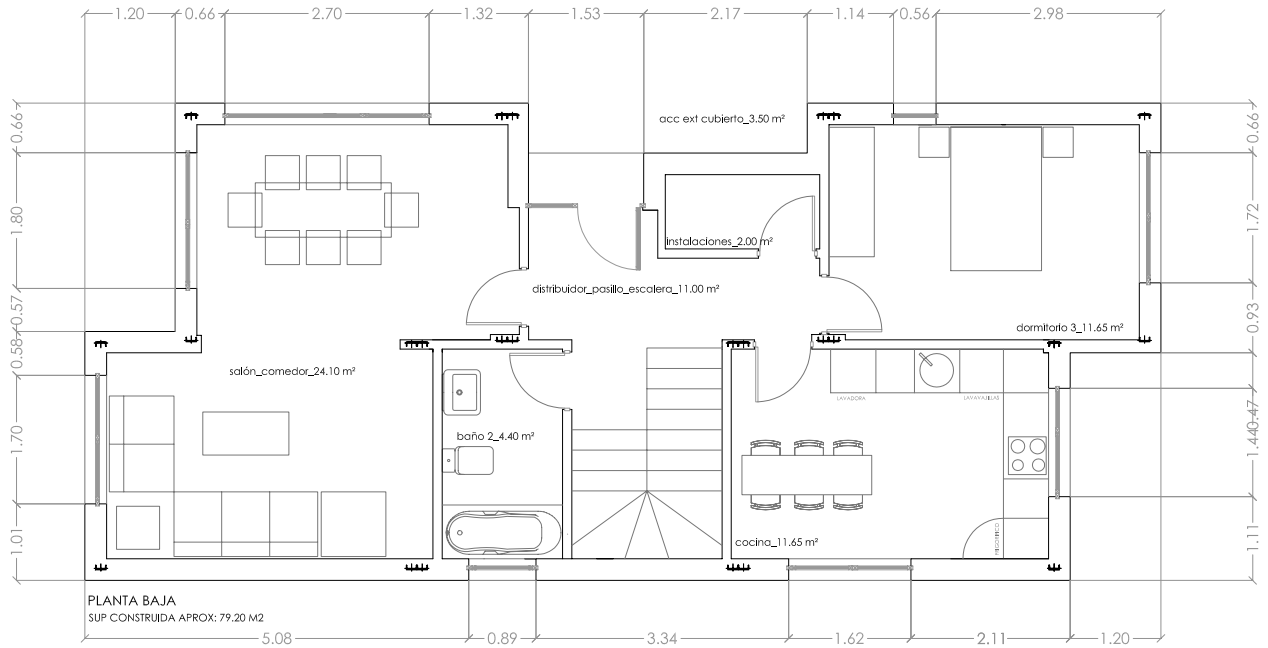 1.20 0.66 2.70 1.32 1.53 2.17 1.14 0.56 2.98
0.66
1.80
0.57
0.58
1.70
1.01
acc ext cubierto_3.50 m²
instalaciones_2.00 m²
distribuidor_pasillo_escalera_11.00 m²
dormitorio 3_11.65 m²
salón_comedor_24.10 m²
LAVADORA
LAVAVAJILLAS
baño 2_4.40 m²
cocina_11.65 m²
FRIGORIFICO
0.66
1.72
0.93
0.47
1.44
1.11
PLANTA BAJA
SUP CONSTRUIDA APROX: 79.20 M2
5.08 0.89 3.34 1.62 2.11 1.20